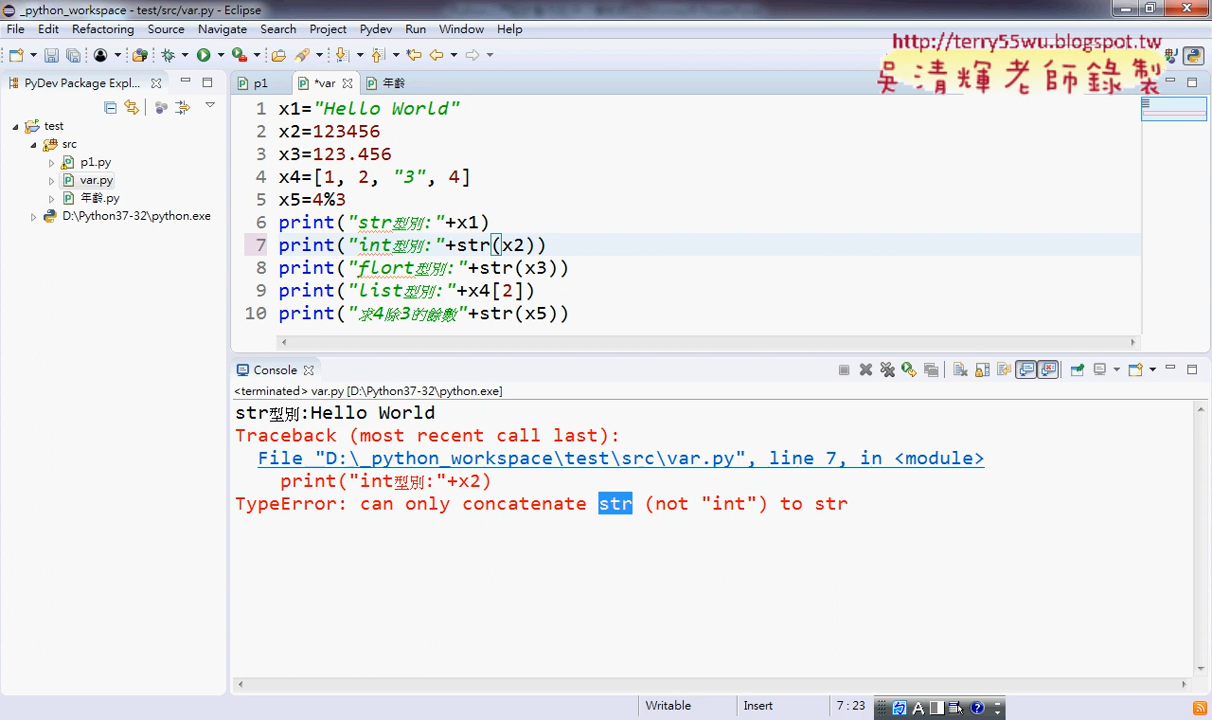 _python_workspace - test/src/var.py - Eclipse
File Edit Refactoring Source Navigate Search Project Pydev Run Window Help
http://terry55wu.blogspot.tw
吳清輝老師錄製
PyDev Package Expl...
p1
*var
年齡
test
src
p1.py
var.py
年齡.py
D:\Python37-32\python.exe
1 x1="Hello World"
2 x2=123456
3 x3=123.456
4 x4=[1, 2, "3", 4]
5 x5=4%3
6 print("str型別:"+x1)
7 print("int型別:"+str(x2))
8 print("flort型別:"+str(x3))
9 print("list型別:"+x4[2])
10 print("求4除3的餘數"+str(x5))
Console
<terminated> var.py [D:\Python37-32\python.exe]
str型別:Hello World
Traceback (most recent call last):
File "D:\_python_workspace\test\src\var.py", line 7, in <module>
print("int型別:"+x2)
TypeError: can only concatenate str (not "int") to str
Writable Insert 7 : 23